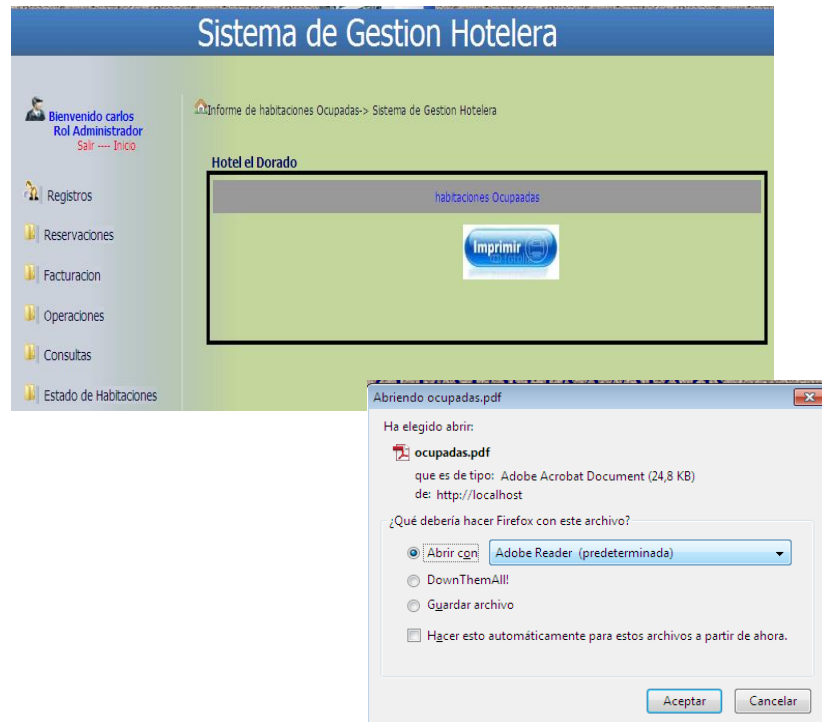 Sistema de Gestion Hotelera
Bienvenido carlos
Rol Administrador
Salir ---- Inicio
Informe de habitaciones Ocupadas-> Sistema de Gestion Hotelera
Hotel el Dorado
habitaciones Ocupaadas
Imprimir
fotolia
Registros
Reservaciones
Facturacion
Operaciones
Consultas
Estado de Habitaciones
Abriendo ocupadas.pdf
Ha elegido abrir:
ocupadas.pdf
que es de tipo: Adobe Acrobat Document (24,8 KB)
de: http://localhost
¿Qué debería hacer Firefox con este archivo?
Abrir con Adobe Reader (predeterminada)
DownThemAll!
Guardar archivo
Hacer esto automáticamente para estos archivos a partir de ahora.
Aceptar Cancelar